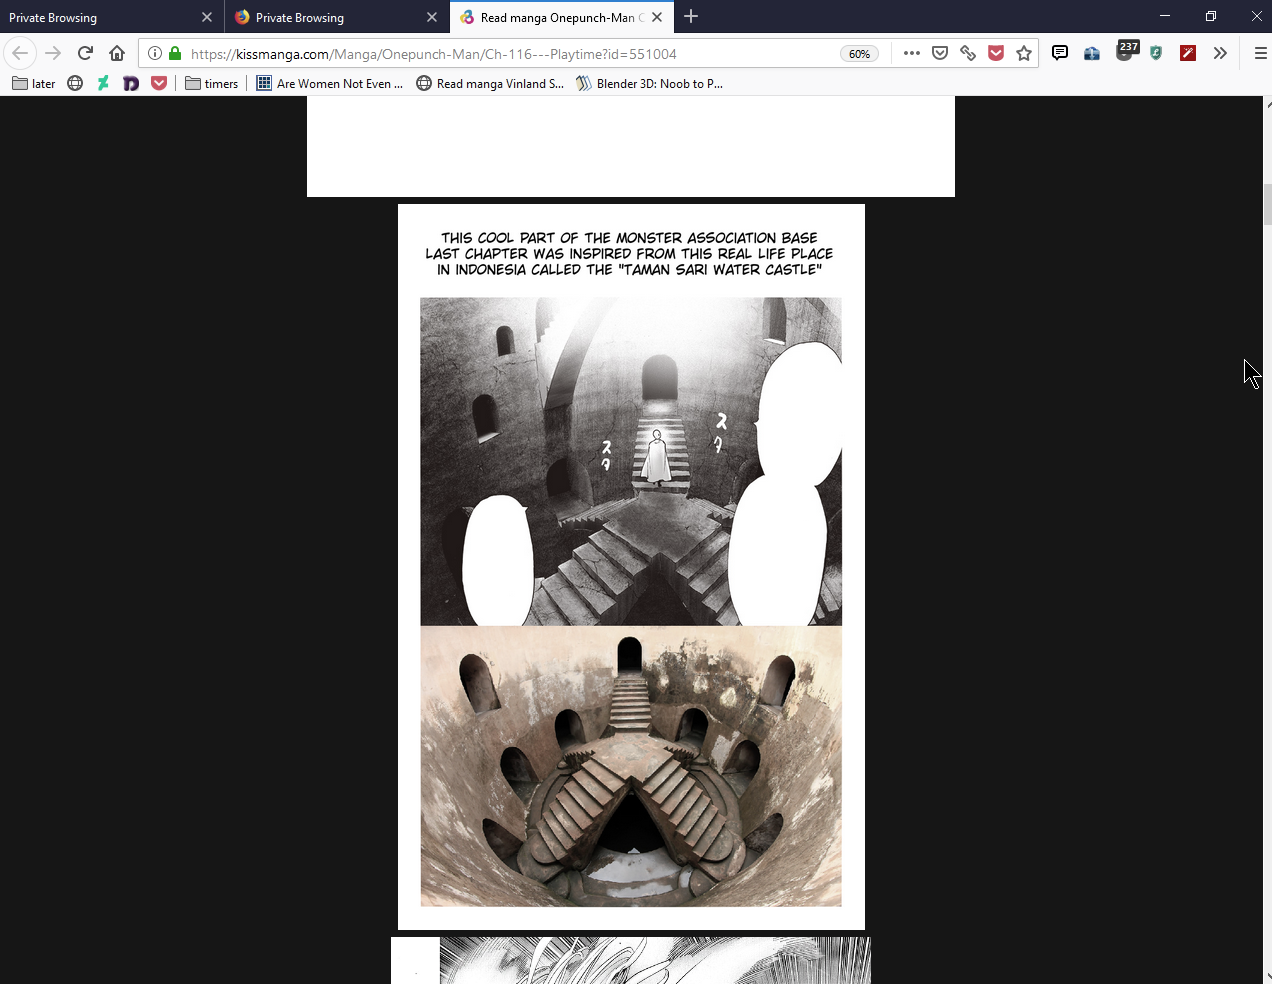 Private Browsing
Private Browsing
Read manga Onepunch-Man C
https://kissmanga.com/Manga/Onepunch-Man/Ch-116---Playtime?id=551004
60%
237
later
timers
Are Women Not Even ...
Read manga Vinland S...
Blender 3D: Noob to P...
THIS COOL PART OF THE MONSTER ASSOCIATION BASE
LAST CHAPTER WAS INSPIRED FROM THIS REAL LIFE PLACE
IN INDONESIA CALLED THE "TAMAN SARI WATER CASTLE"
スタ
スタ